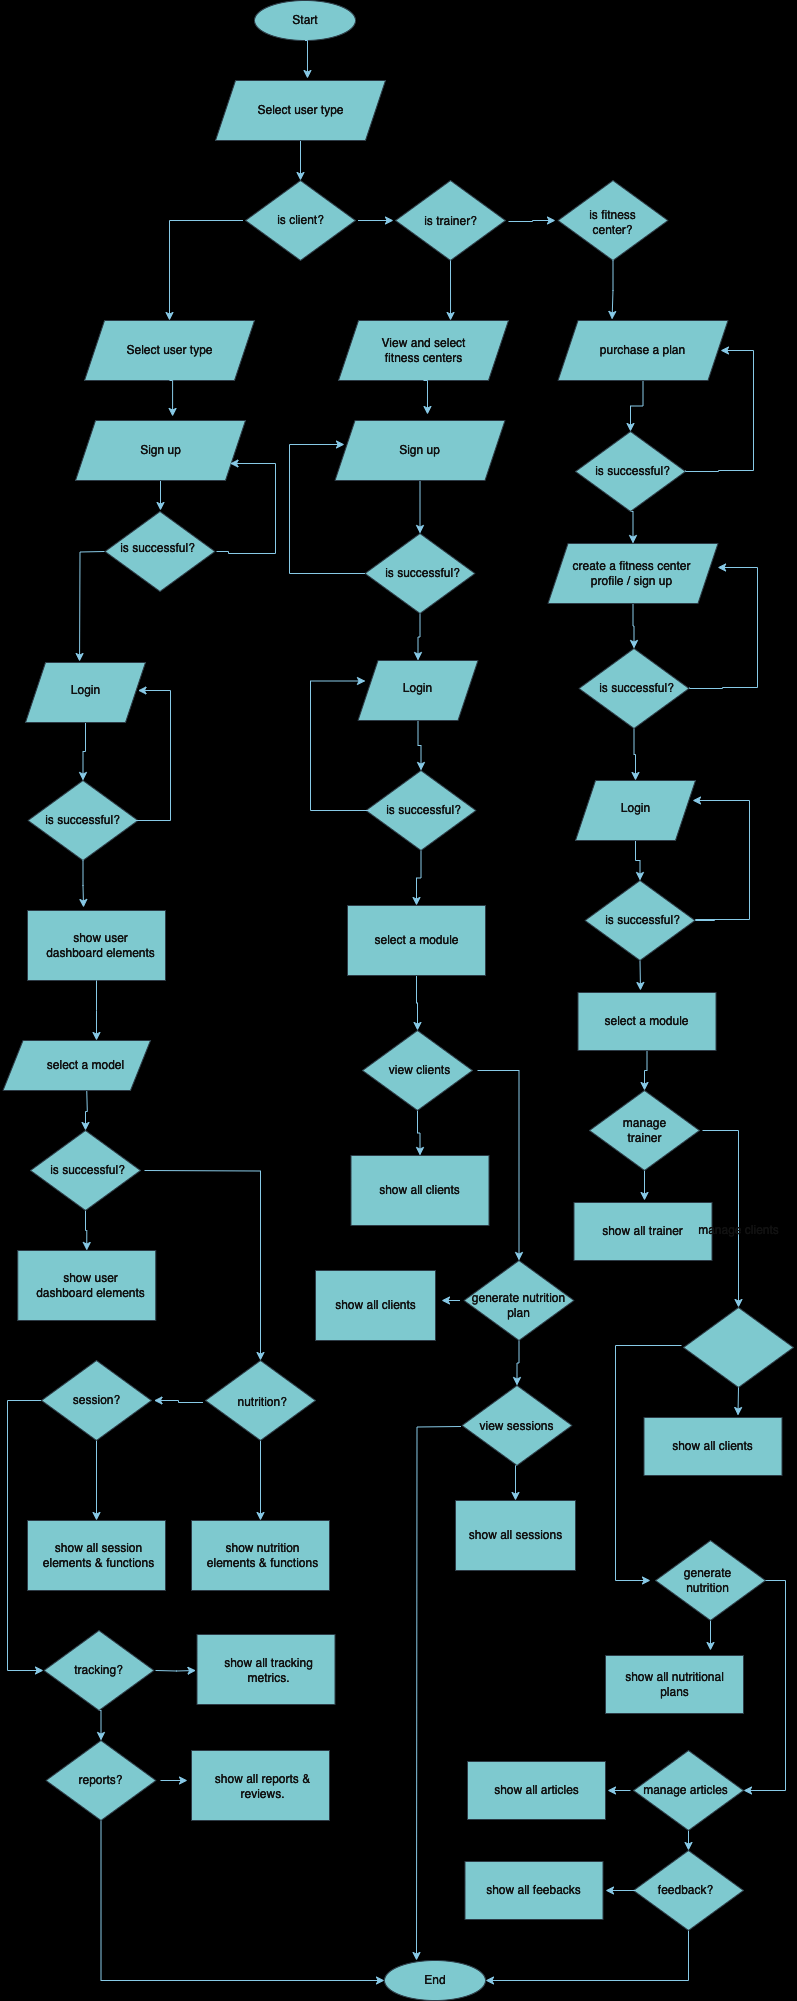 Start
Select user type
is client?
is trainer?
is fitness
center?
Select user type
View and select
fitness centers
purchase a plan
Sign up
Sign up
is successful?
is successful?
is successful?
create a fitness center
profile / sign up
Login
Login
is successful?
Login
is successful?
is successful?
is successful?
show user
dashboard elements
select a module
select a module
select a model
view clients
manage
trainer
is successful?
show all clients
show all trainer
manage clients
show user
dashboard elements
show all clients
generate nutrition
plan
session?
nutrition?
view sessions
show all clients
show all session
elements & functions
show nutrition
elements & functions
show all sessions
generate
nutrition
tracking?
show all tracking
metrics.
show all nutritional
plans
reports?
show all reports &
reviews.
show all articles
manage articles
show all feebacks
feedback?
End